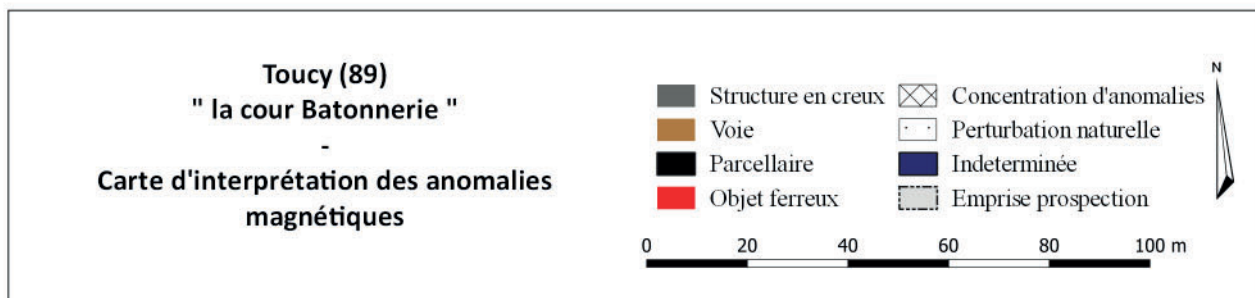 Toucy (89)
" la cour Batonnerie "
-
Carte d'interprétation des anomalies
magnétiques
Structure en creux
Voie
Parcellaire
Objet ferreux
Concentration d'anomalies
Perturbation naturelle
Indeterminée
Emprise prospection
N
0 20 40 60 80 100 m